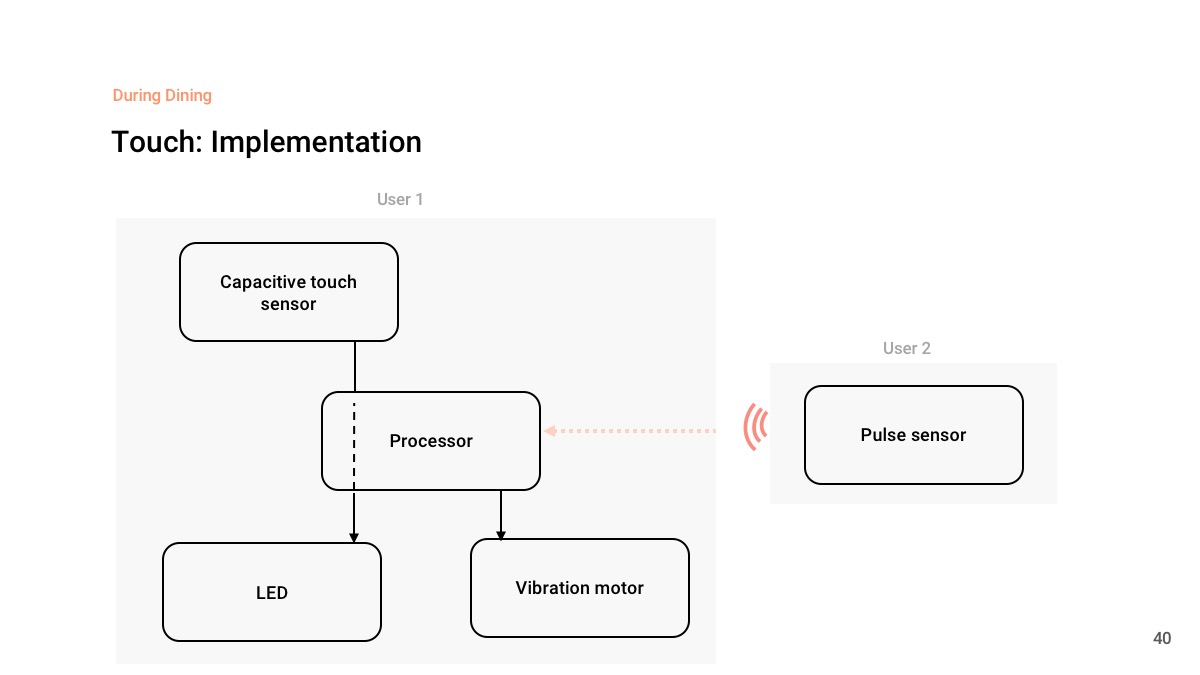 During Dining
Touch: Implementation
User 1
Capacitive touch
sensor
User 2
Processor
Pulse sensor
LED
Vibration motor
40